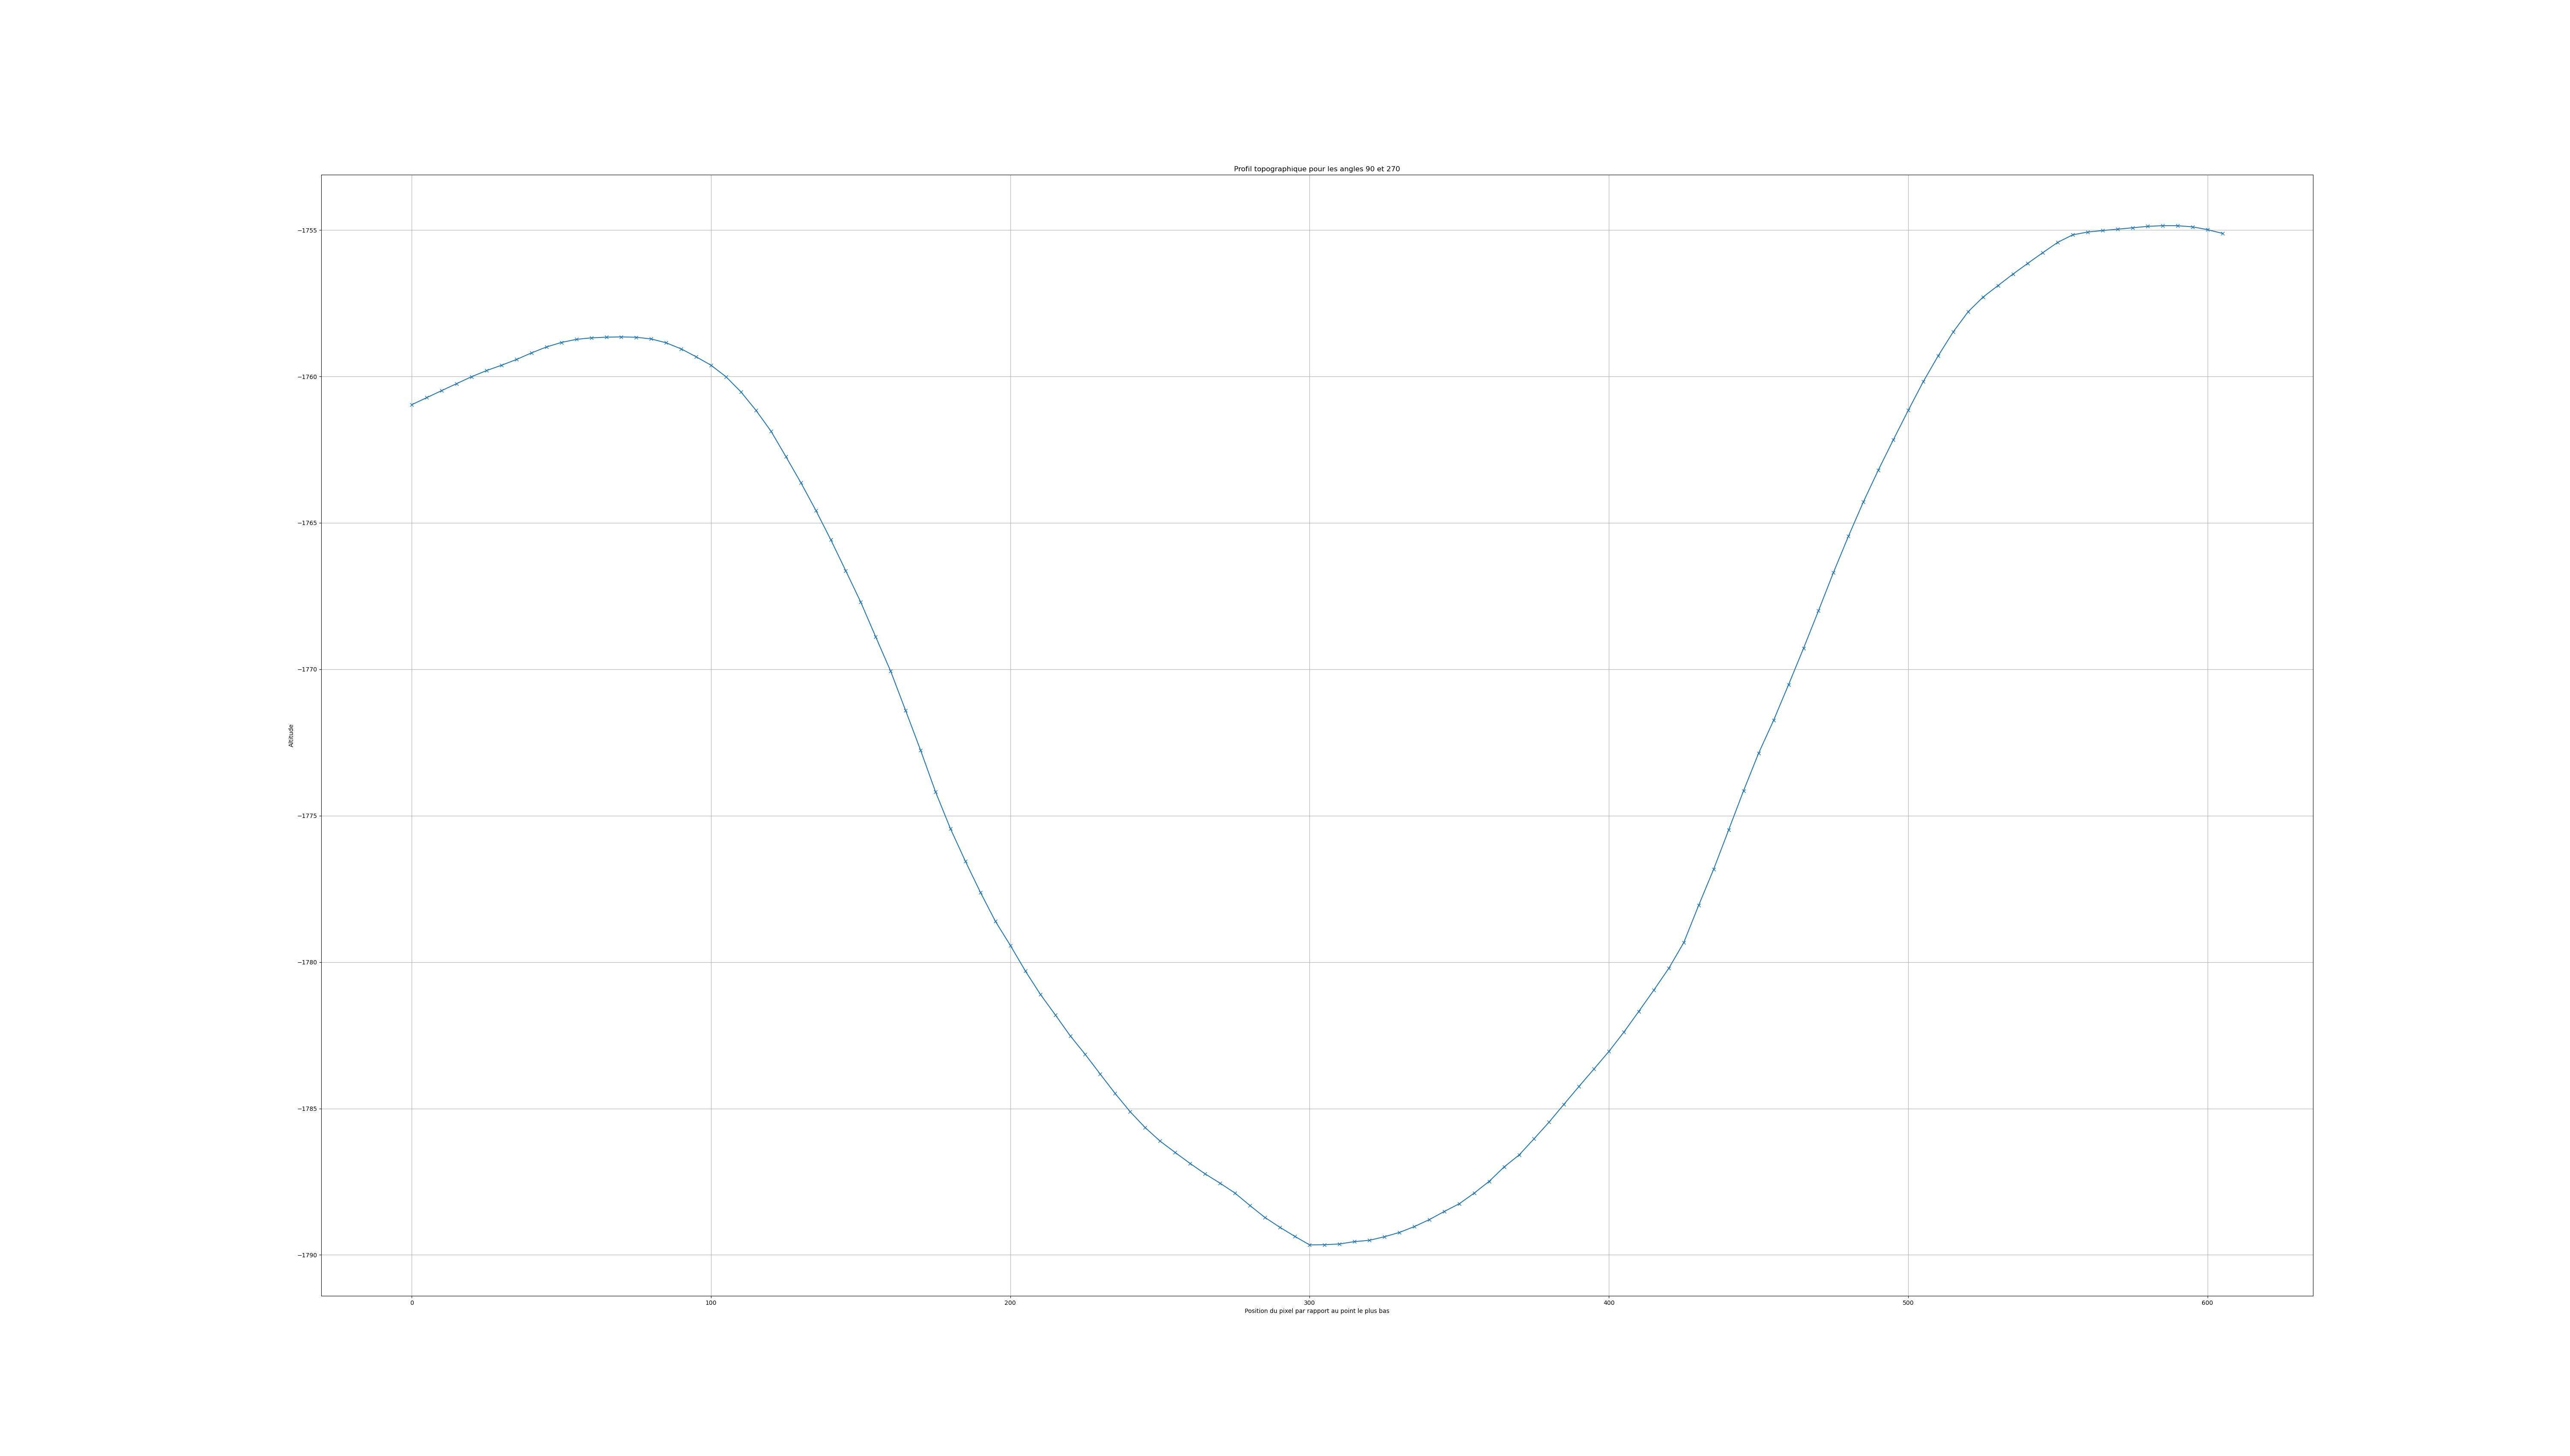 Profil topographique pour les angles 90 et 270
−1755
−1760
−1765
−1770
−1775
−1780
−1785
−1790
Altitude
0 100 200 300 400 500 600
Position du pixel par rapport au point le plus bas